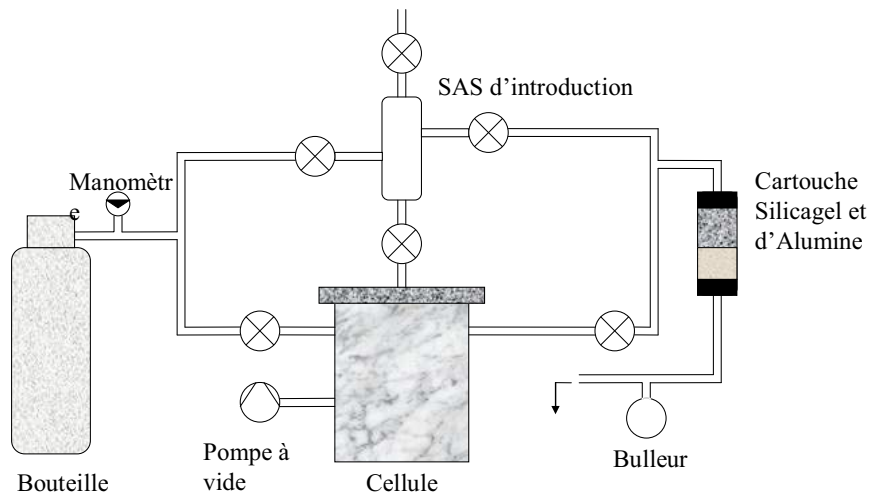 SAS d'introduction
Manomètr
e
Cartouche
Silicagel et
d'Alumine
Pompe à
vide
Bulleur
Bouteille
Cellule